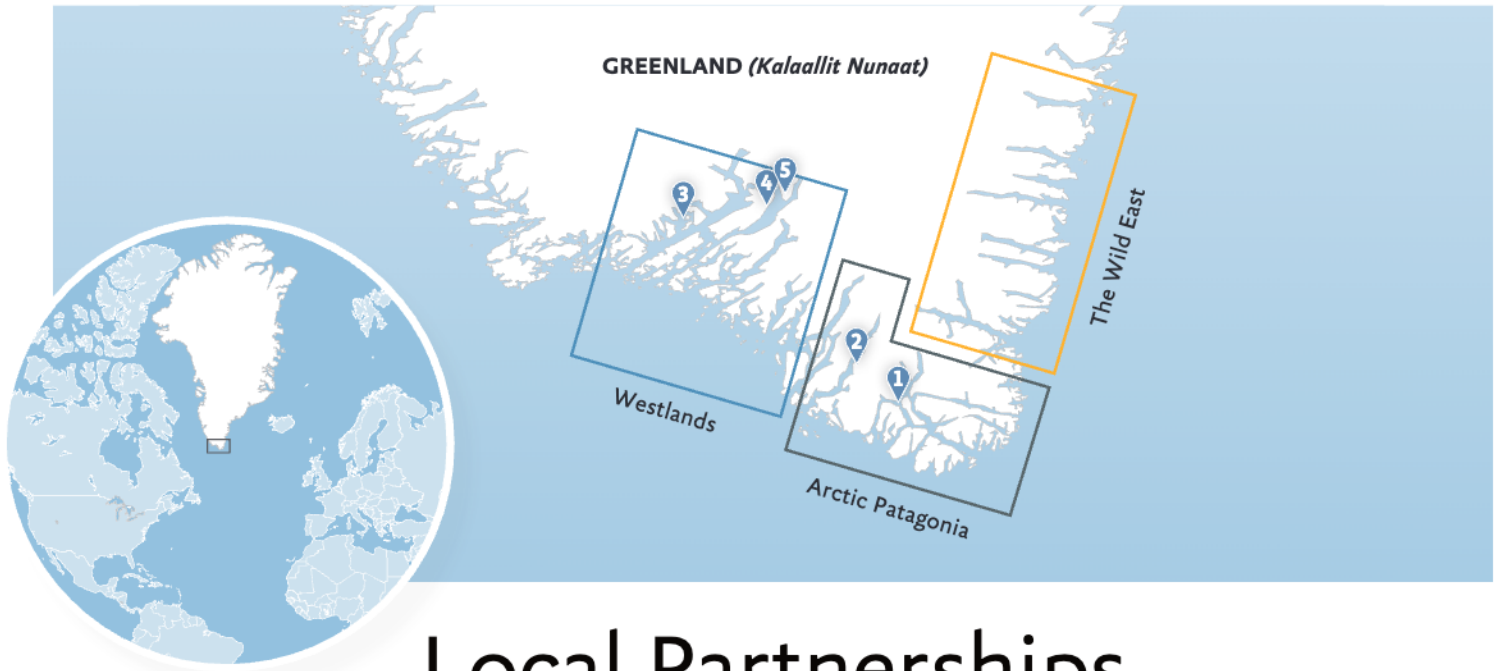 GREENLAND (Kalaallit Nunaat)
5
4
3
The Wild East
2
1
Westlands
Arctic Patagonia
Local Partnerships